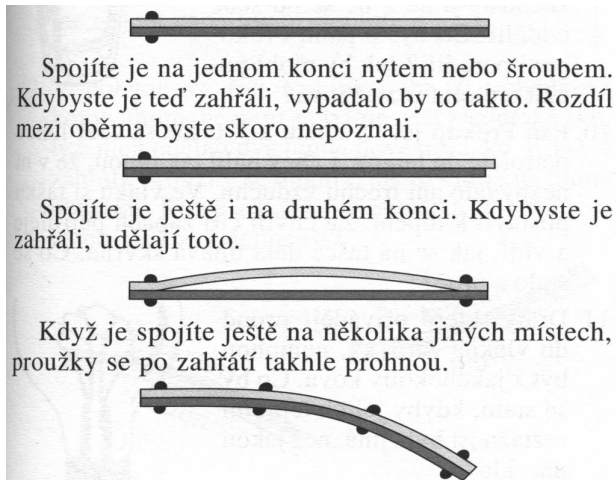 Spojíte je na jednom konci nýtem nebo šroubem.
Kdybyste je teď zahřáli, vypadalo by to takto. Rozdíl
mezi oběma byste skoro nepoznali.
Spojíte je ještě i na druhém konci. Kdybyste je
zahřáli, udělají toto.
Když je spojíte ještě na několika jiných místech,
proužky se po zahřátí takhle prohnou.